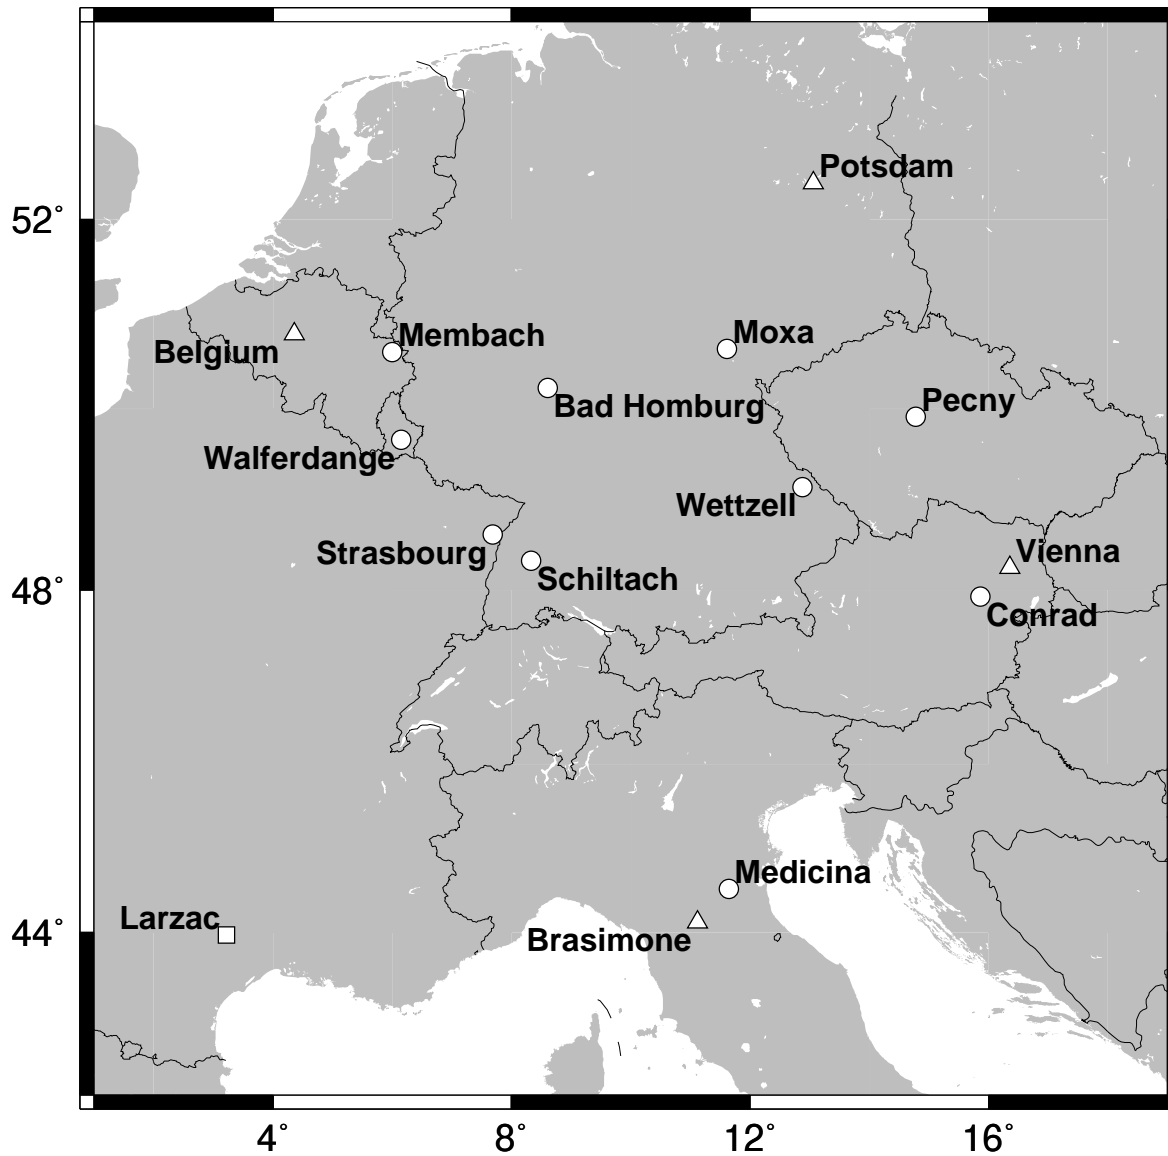 Potsdam
52°
Moxa
Membach
Belgium
Pecny
Bad Homburg
Walferdange
Wettzell
Strasbourg
Vienna
Schiltach
48°
Conrad
Medicina
Larzac
44°
Brasimone
4° 8° 12° 16°